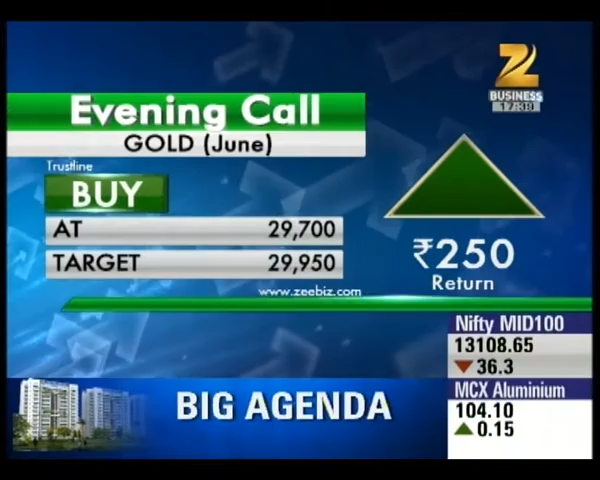 Z
BUSINESS
17:39
Evening Call
GOLD (June)
Trustline
BUY
AT 29,700
TARGET 29,950
₹250
Return
www.zeebiz.com
Nifty MID100
13108.65
36.3
BIG AGENDA
MCX Aluminium
104.10
0.15